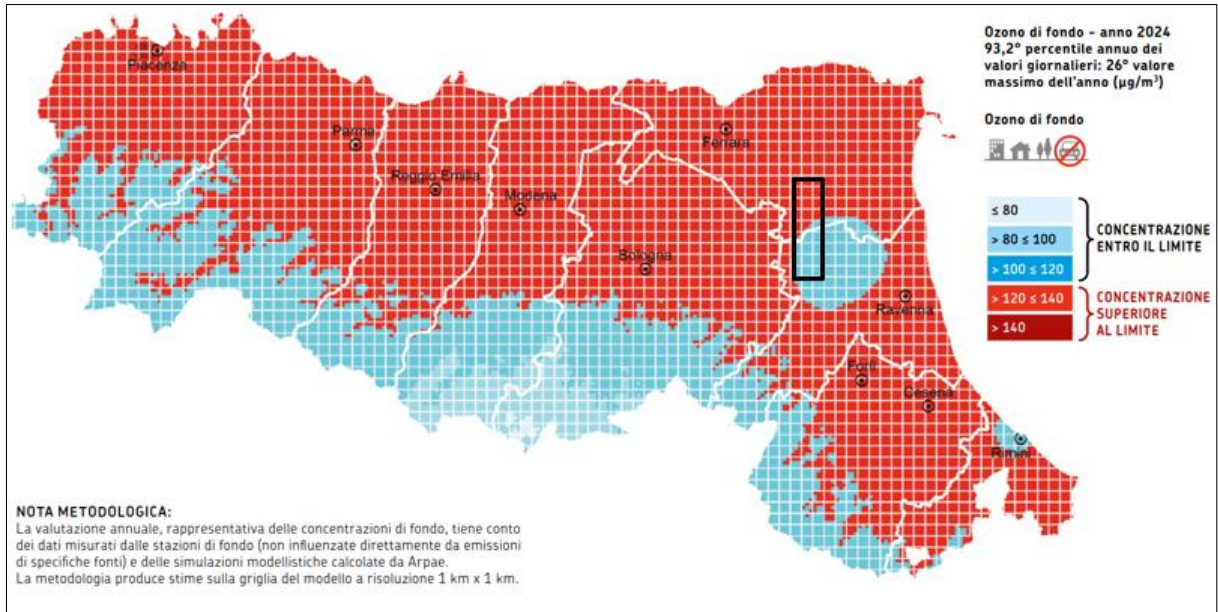 Ozono di fondo - anno 2024
93,2° percentile annuo dei
valori giornalieri: 26° valore
massimo dell'anno (µg/m³)
Ozono di fondo
≤ 80
> 80 ≤ 100
> 100 ≤ 120
CONCENTRAZIONE
ENTRO IL LIMITE
> 120 ≤ 140
> 140
CONCENTRAZIONE
SUPERIORE
AL LIMITE
Piacenza
Parma
Reggio Emilia
Modena
Ferrara
Bologna
Ravenna
Forlì
Cesena
Rimini
NOTA METODOLOGICA:
La valutazione annuale, rappresentativa delle concentrazioni di fondo, tiene conto
dei dati misurati dalle stazioni di fondo (non influenzate direttamente da emissioni
di specifiche fonti) e delle simulazioni modellistiche calcolate da Arpae.
La metodologia produce stime sulla griglia del modello a risoluzione 1 km x 1 km.